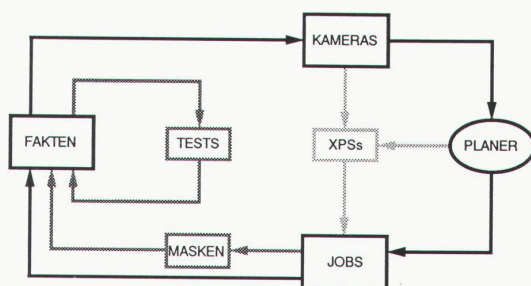 KAMERAS
FAKTEN
TESTS
XPSs
PLANER
MASKEN
JOBS